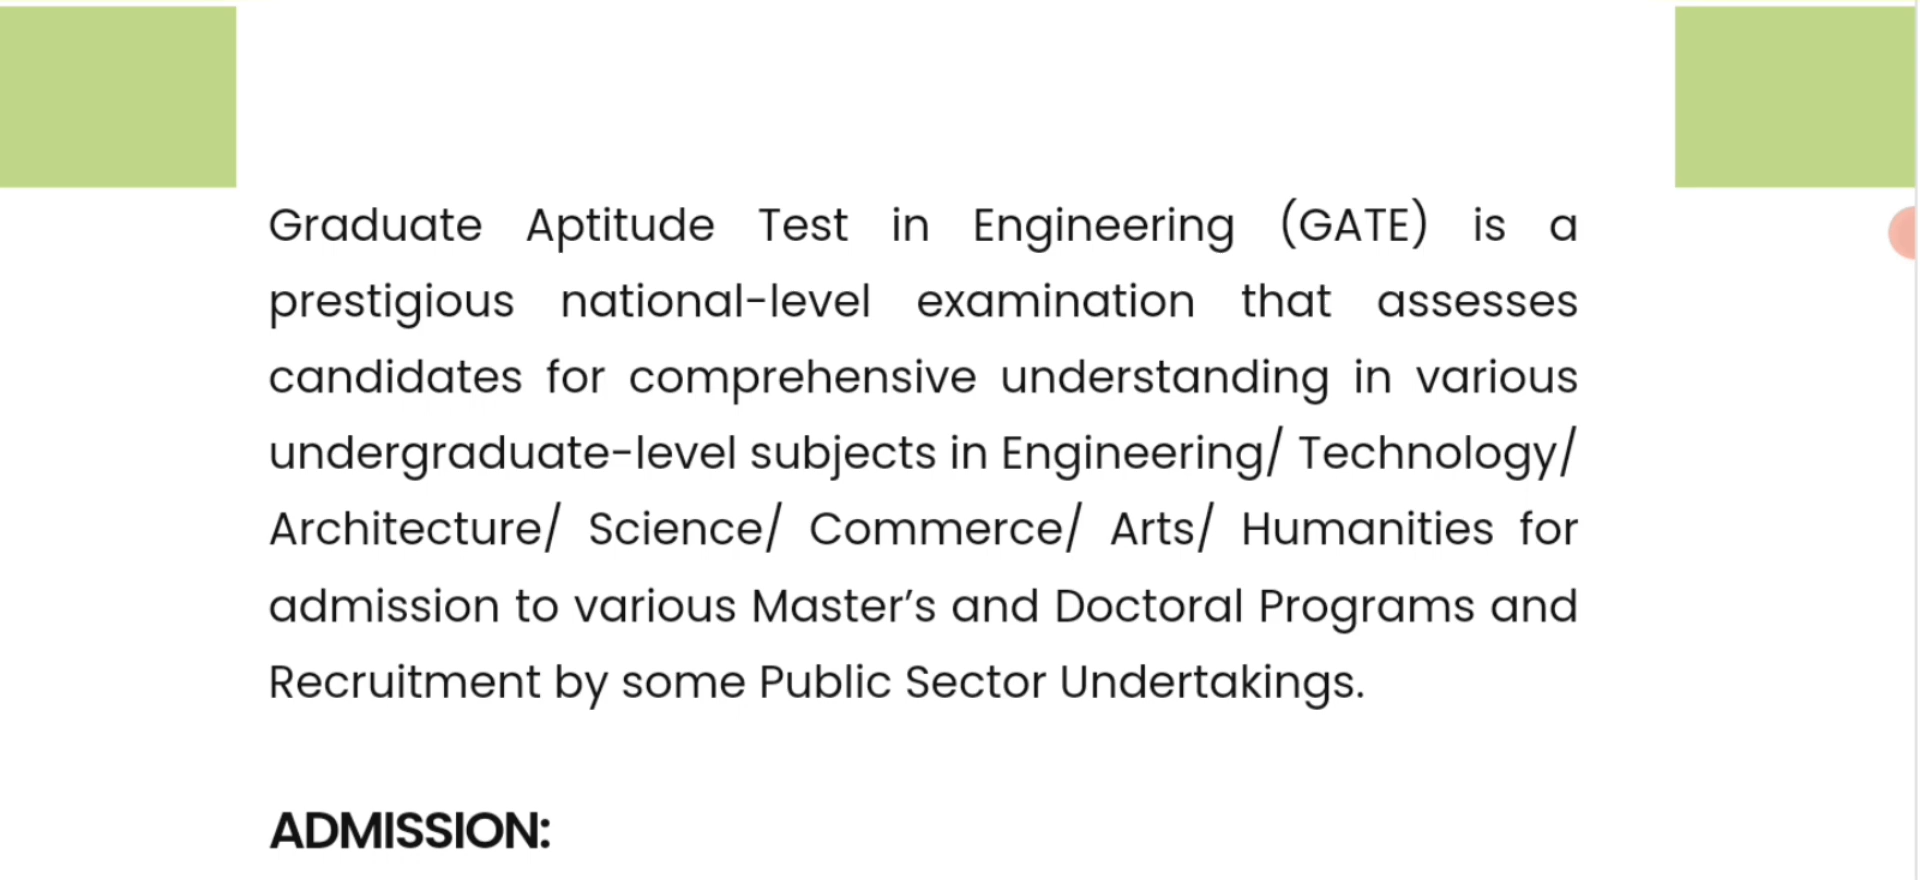 Graduate Aptitude Test in Engineering (GATE) is a
prestigious national-level examination that assesses
candidates for comprehensive understanding in various
undergraduate-level subjects in Engineering/ Technology/
Architecture/ Science/ Commerce/ Arts/ Humanities for
admission to various Master’s and Doctoral Programs and
Recruitment by some Public Sector Undertakings.
ADMISSION: